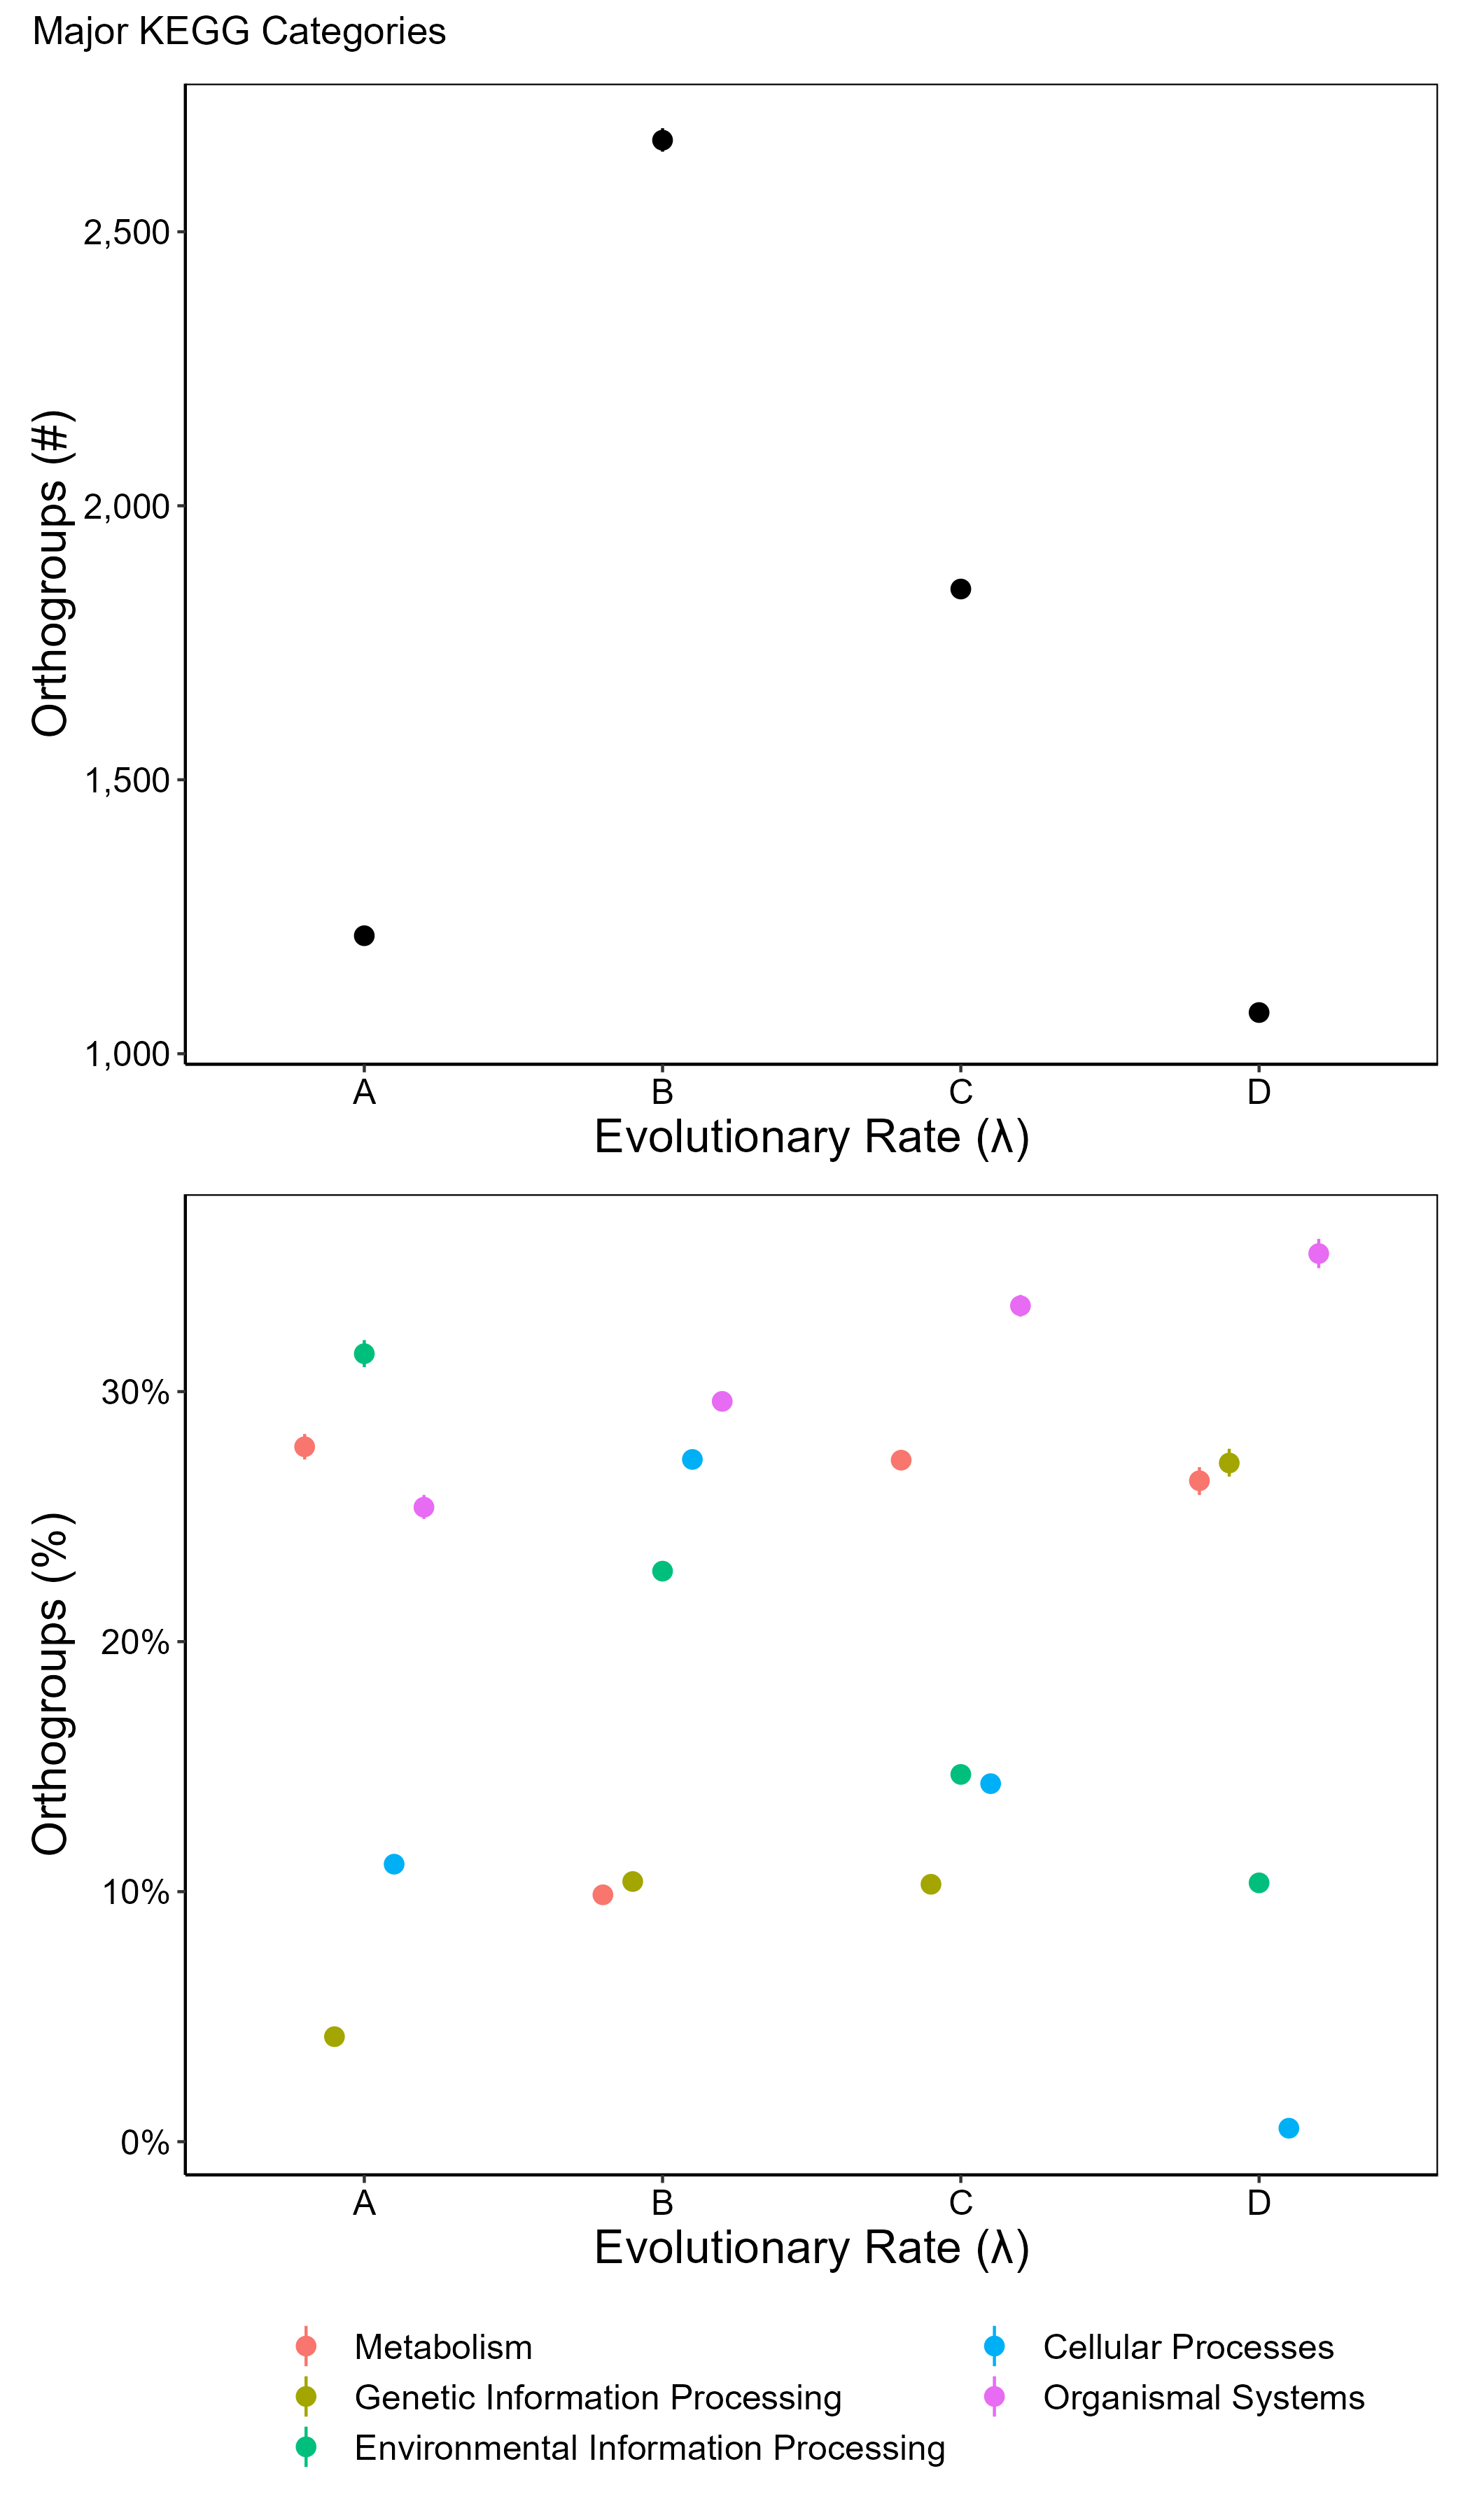 Major KEGG Categories
Orthogroups (#)
2,500
2,000
1,500
1,000
A B C D
Evolutionary Rate (λ)
Orthogroups (%)
30%
20%
10%
0%
A B C D
Evolutionary Rate (λ)
Metabolism
Genetic Information Processing
Environmental Information Processing
Cellular Processes
Organismal Systems